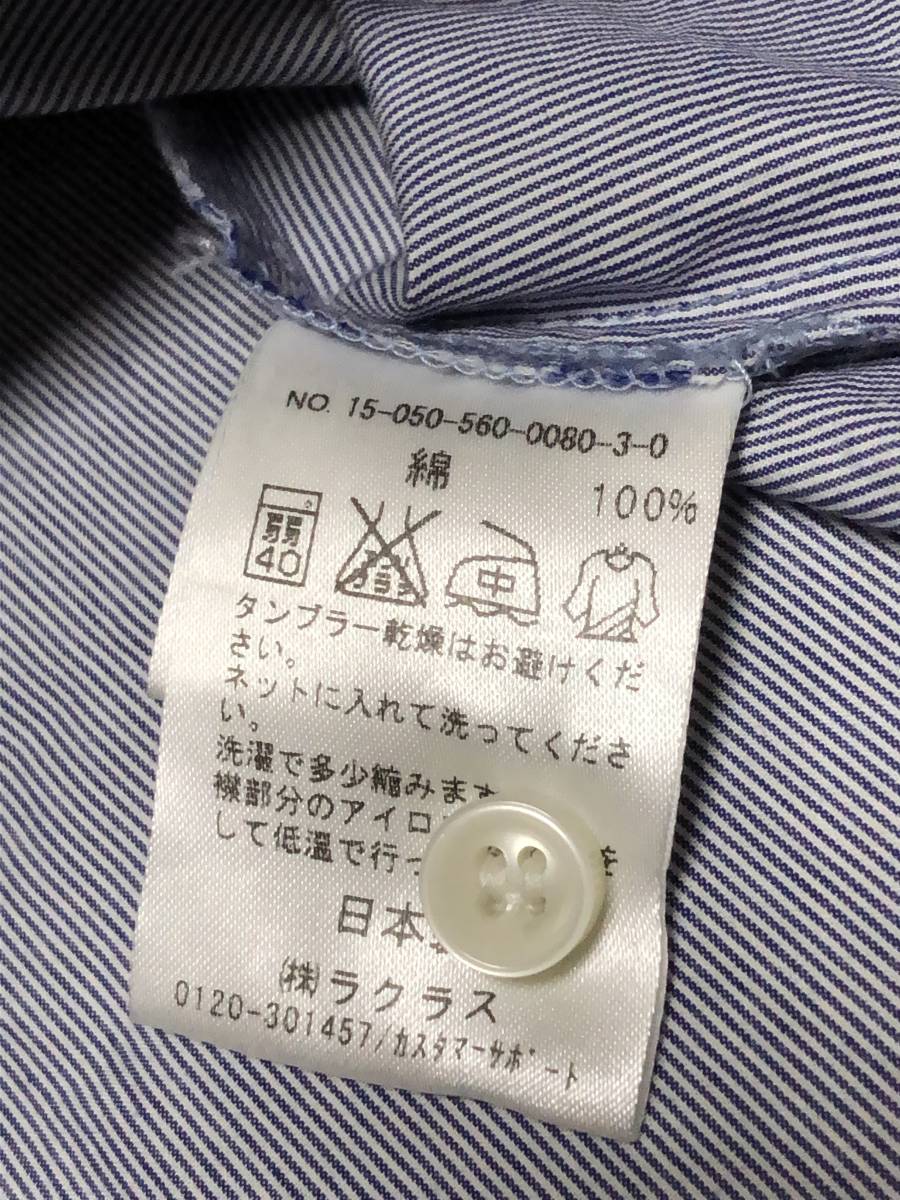 NO. 15-050-560-0080-3-0
綿 100%
弱 40
中
タンブラー乾燥はお避けくだ
さい。
ネットに入れて洗ってくださ
い。
洗濯で多少縮みます
襟部分のアイロ を
して低温で行っ
日本
㈱ラクラス
0120-301457/カスタマーサポート